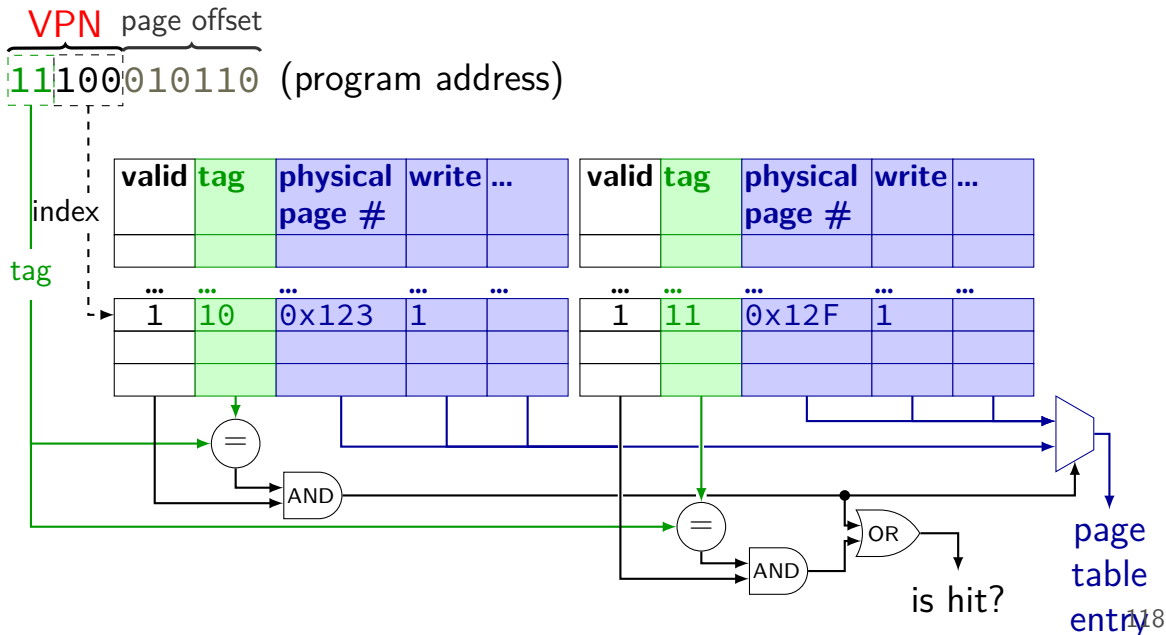 VPN page offset
11100010110 (program address)
valid tag physical page # write ... valid tag physical page # write ...
index
tag
... ... ... ... ... ... ... ... ... ...
1 10 0x123 1 1 11 0x12F 1
=
AND
=
OR
AND
is hit?
page
table
entry
118